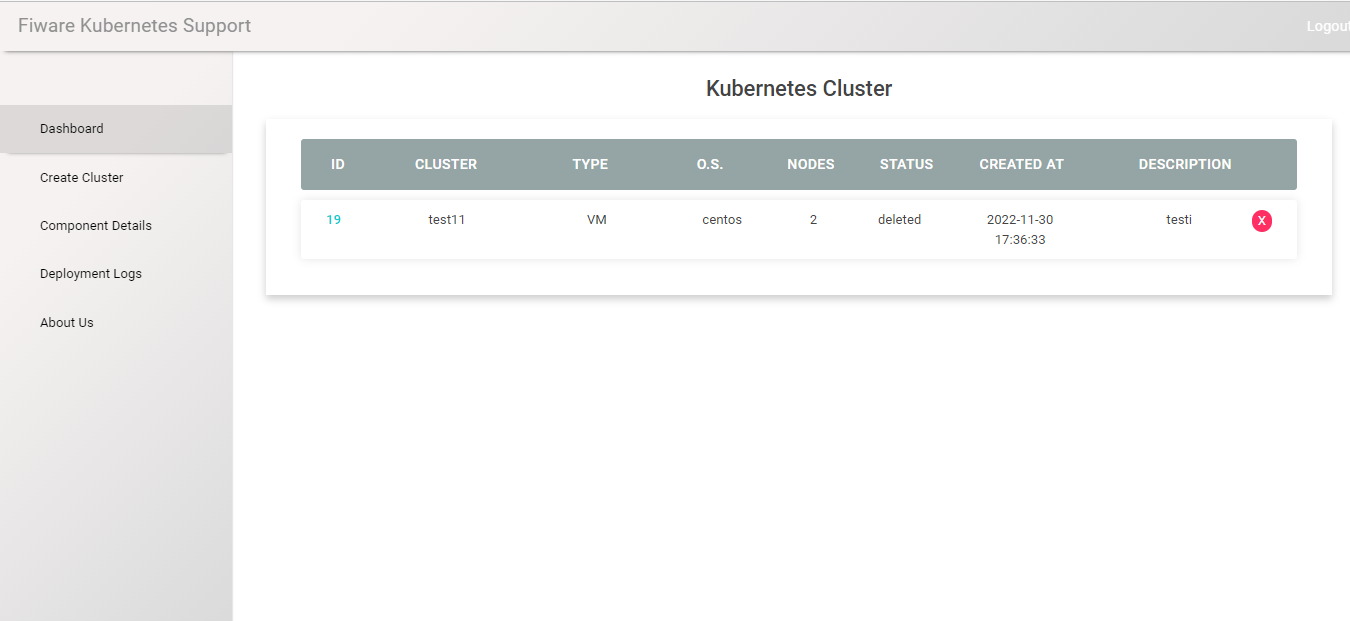 Fiware Kubernetes Support
Logout
Dashboard
Create Cluster
Component Details
Deployment Logs
About Us
Kubernetes Cluster
ID CLUSTER TYPE O.S. NODES STATUS CREATED AT DESCRIPTION
19 test11 VM centos 2 deleted 2022-11-30 testi X
17:36:33